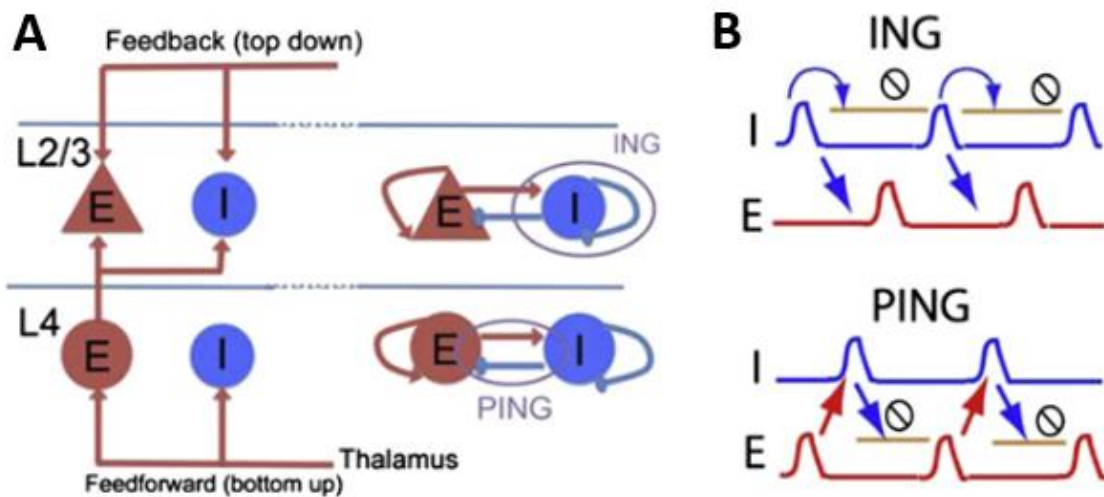 A
Feedback (top down)
L2/3
E
I
ING
E
I
L4
E
I
E
I
PING
Thalamus
Feedforward (bottom up)
B
ING
I
E
PING
I
E